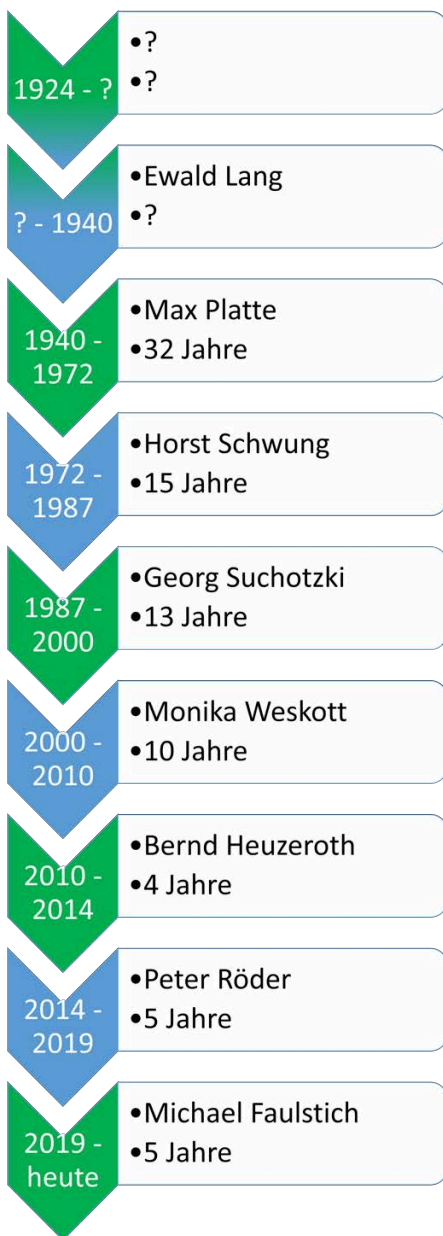 1924 - ?
•?
•?
? - 1940
•Ewald Lang
•?
1940 -
1972
•Max Platte
•32 Jahre
1972 -
1987
•Horst Schwung
•15 Jahre
1987 -
2000
•Georg Suchotzki
•13 Jahre
2000 -
2010
•Monika Weskott
•10 Jahre
2010 -
2014
•Bernd Heuzeroth
•4 Jahre
2014 -
2019
•Peter Röder
•5 Jahre
2019 -
heute
•Michael Faulstich
•5 Jahre